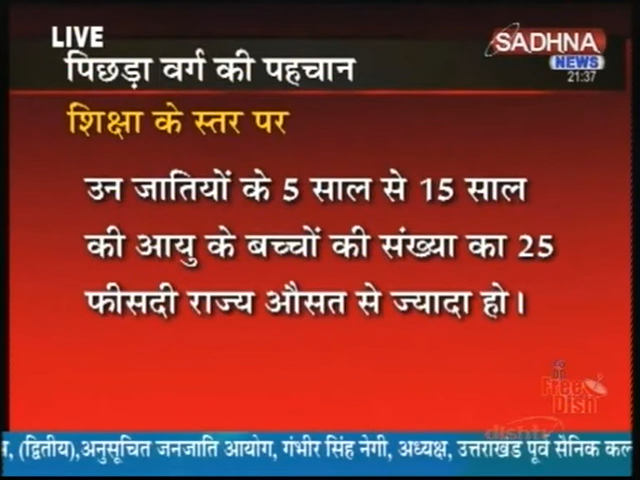 LIVE
SADHNA
NEWS
21:37
पिछड़ा वर्ग की पहचान
शिक्षा के स्तर पर
उन जातियों के 5 साल से 15 साल
की आयु के बच्चों की संख्या का 25
फीसदी राज्य औसत से ज्यादा हो।
Free
Dish
dishtv
(द्वितीय),अनुसूचित जनजाति आयोग, गंभीर सिंह नेगी, अध्यक्ष, उत्तराखंड पूर्व सैनिक